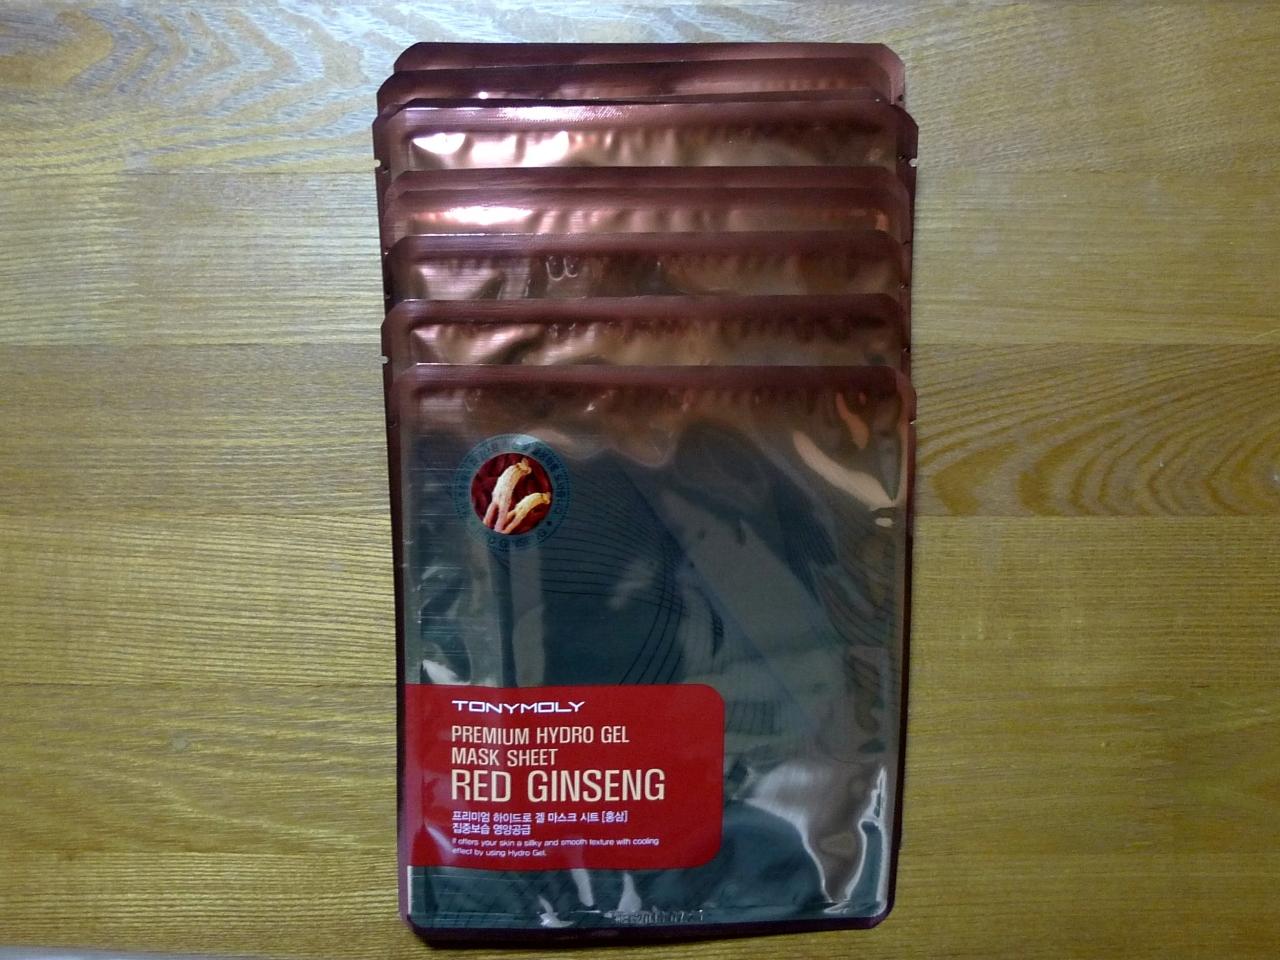 TONYMOLY
PREMIUM HYDRO GEL
MASK SHEET
RED GINSENG
프리미엄 하이드로 겔 마스크 시트 [홍삼]
집중보습 영양공급
It offers your skin a silky and smooth texture with cooling
effect by using Hydro Gel.